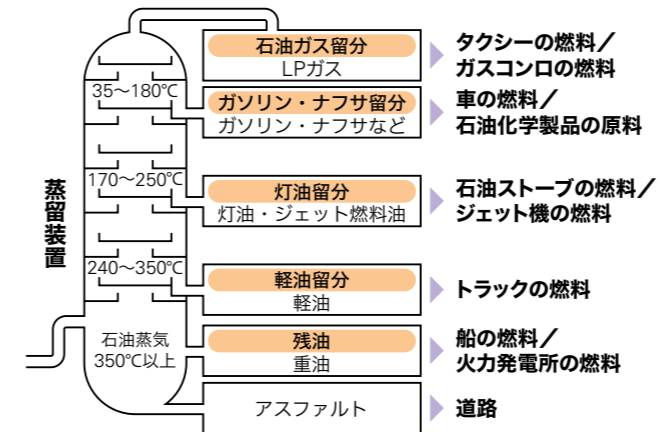 石油ガス留分
LPガス
タクシーの燃料／
ガスコンロの燃料
35～180℃
ガソリン・ナフサ留分
ガソリン・ナフサなど
車の燃料／
石油化学製品の原料
蒸留装置
170～250℃
灯油留分
灯油・ジェット燃料油
石油ストーブの燃料／
ジェット機の燃料
240～350℃
軽油留分
軽油
トラックの燃料
石油蒸気
350℃以上
残油
重油
船の燃料／
火力発電所の燃料
アスファルト
道路